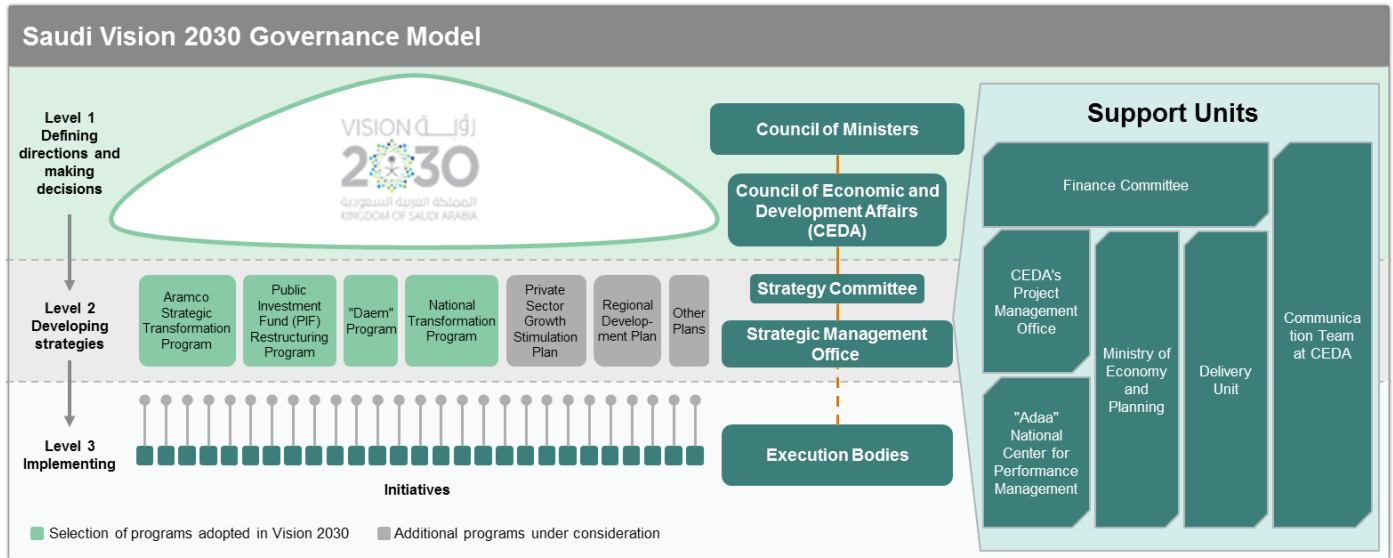 Saudi Vision 2030 Governance Model
Level 1
Defining
directions and
making
decisions
VISION رؤيــة
2030
المملكة العربية السعودية
KINGDOM OF SAUDI ARABIA
Council of Ministers
Council of Economic and
Development Affairs
(CEDA)
Level 2
Developing
strategies
Aramco
Strategic
Transformation
Program
Public
Investment
Fund (PIF)
Restructuring
Program
"Daem"
Program
National
Transformation
Program
Private
Sector
Growth
Stimulation
Plan
Regional
Develop-
ment Plan
Other
Plans
Strategy Committee
Strategic Management
Office
Level 3
Implementing
Initiatives
Execution Bodies
Support Units
Finance Committee
CEDA's
Project
Management
Office
"Adaa"
National
Center for
Performance
Management
Ministry of
Economy
and
Planning
Delivery
Unit
Communica
tion Team
at CEDA
Selection of programs adopted in Vision 2030
Additional programs under consideration